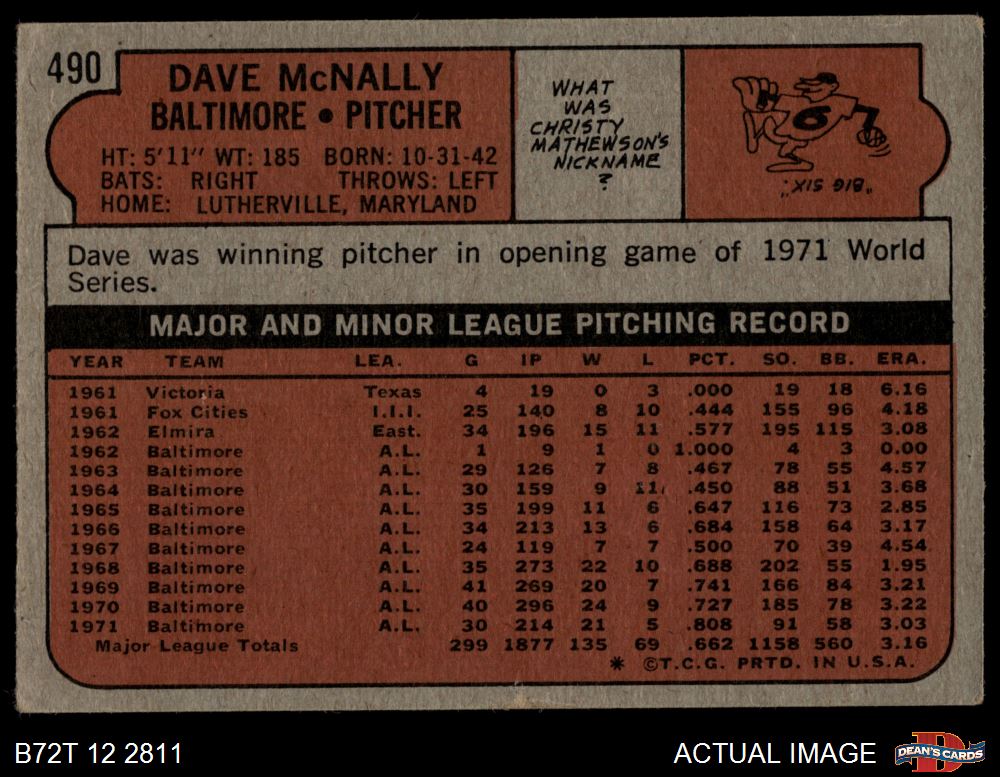 490
DAVE McNALLY
BALTIMORE • PITCHER
HT: 5'11" WT: 185 BORN: 10-31-42
BATS: RIGHT THROWS: LEFT
HOME: LUTHERVILLE, MARYLAND
WHAT
WAS
CHRISTY
MATHEWSON'S
NICKNAME
?
6
"BIG SIX"
Dave was winning pitcher in opening game of 1971 World
Series.
MAJOR AND MINOR LEAGUE PITCHING RECORD
YEAR TEAM LEA. G IP W L PCT. SO. BB. ERA.
1961 Victoria Texas 4 19 0 3 .000 19 18 6.16
1961 Fox Cities I.I.I. 25 140 8 10 .444 155 96 4.18
1962 Elmira East. 34 196 15 11 .577 195 115 3.08
1962 Baltimore A.L. 1 9 1 0 1.000 4 3 0.00
1963 Baltimore A.L. 29 126 7 8 .467 78 55 4.57
1964 Baltimore A.L. 30 159 9 11 .450 88 51 3.68
1965 Baltimore A.L. 35 199 11 6 .647 116 73 2.85
1966 Baltimore A.L. 34 213 13 6 .684 158 64 3.17
1967 Baltimore A.L. 24 119 7 7 .500 70 39 4.54
1968 Baltimore A.L. 35 273 22 10 .688 202 55 1.95
1969 Baltimore A.L. 41 269 20 7 .741 166 84 3.21
1970 Baltimore A.L. 40 296 24 9 .727 185 78 3.22
1971 Baltimore A.L. 30 214 21 5 .808 91 58 3.03
Major League Totals 299 1877 135 69 .662 1158 560 3.16
* ©T.C.G. PRTD. IN U.S.A.
B72T 12 2811
ACTUAL IMAGE
DEAN'S CARDS